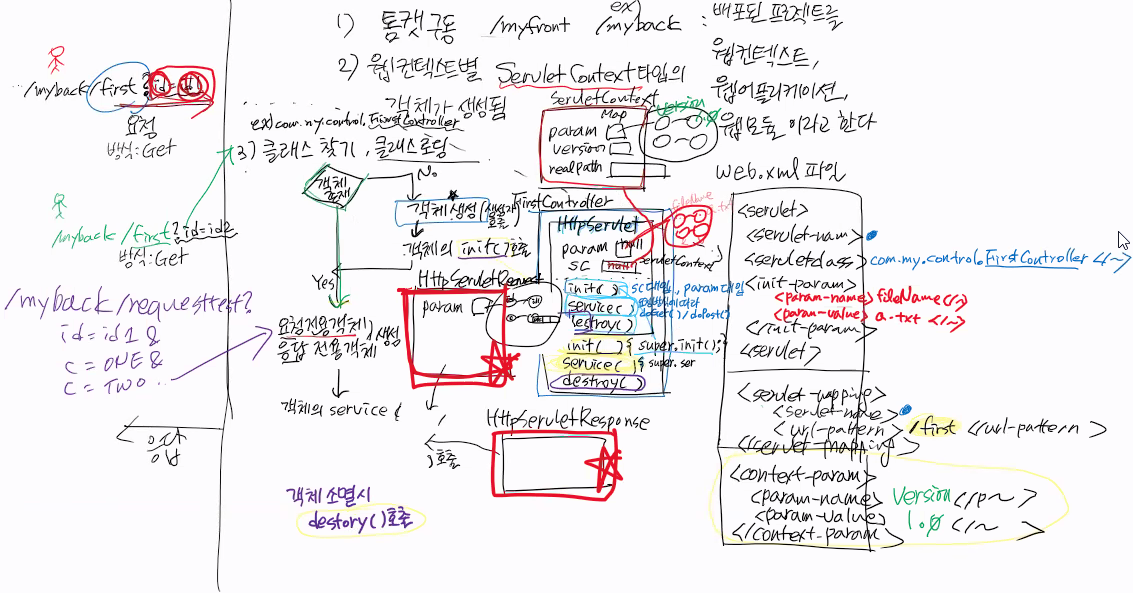 1) 톰캣 구동 /myfront /myback : 배포된 프로젝트들
ex)
웹컨텍스트,
웹어플리케이션,
웹모듈 이라고 한다
2) 웹컨텍스트별 ServletContext타입의
객체가 생성됨
ex) com.my.control.FirstController
3) 클래스 찾기, 클래스로딩
/myback/first?id=id1
요청
방식:Get
/myback/first?id=id2
방식:Get
/myback/requesttest?
id=id1&
c=ONE&
c=TWO...
응답
객체
존재
No
Yes
객체생성(생성자
호출)
객체의 init()호출
요청전용객체, 생성
응답 전용객체
객체의 service(
)호출
객체 소멸시
destory()호출
ServletContext
Map
param
version
realpath
version
1.0
FirstController
HttpServlet
param null
SC null
ServletContext
fileName
a.txt
init() SC대입, param대입
service()
doGet()/doPost()
destroy()
init(){ super.init(); }
service(){ super.ser
destroy()
HttpServletRequest
param
HttpServletResponse
web.xml 파일
<servlet>
<servlet-nam>
<servletclass> com.my.control.FirstController </~>
<init-param>
<param-name> fileName </~>
<param-value> a.txt </~>
</init-param>
<servlet>
<servlet-mapping>
<servlet-name>
<url-pattern> /first </url-pattern>
</servlet-mapping>
<context-param>
<param-name> version </p~>
<param-value> 1.0 </~>
</context-param>